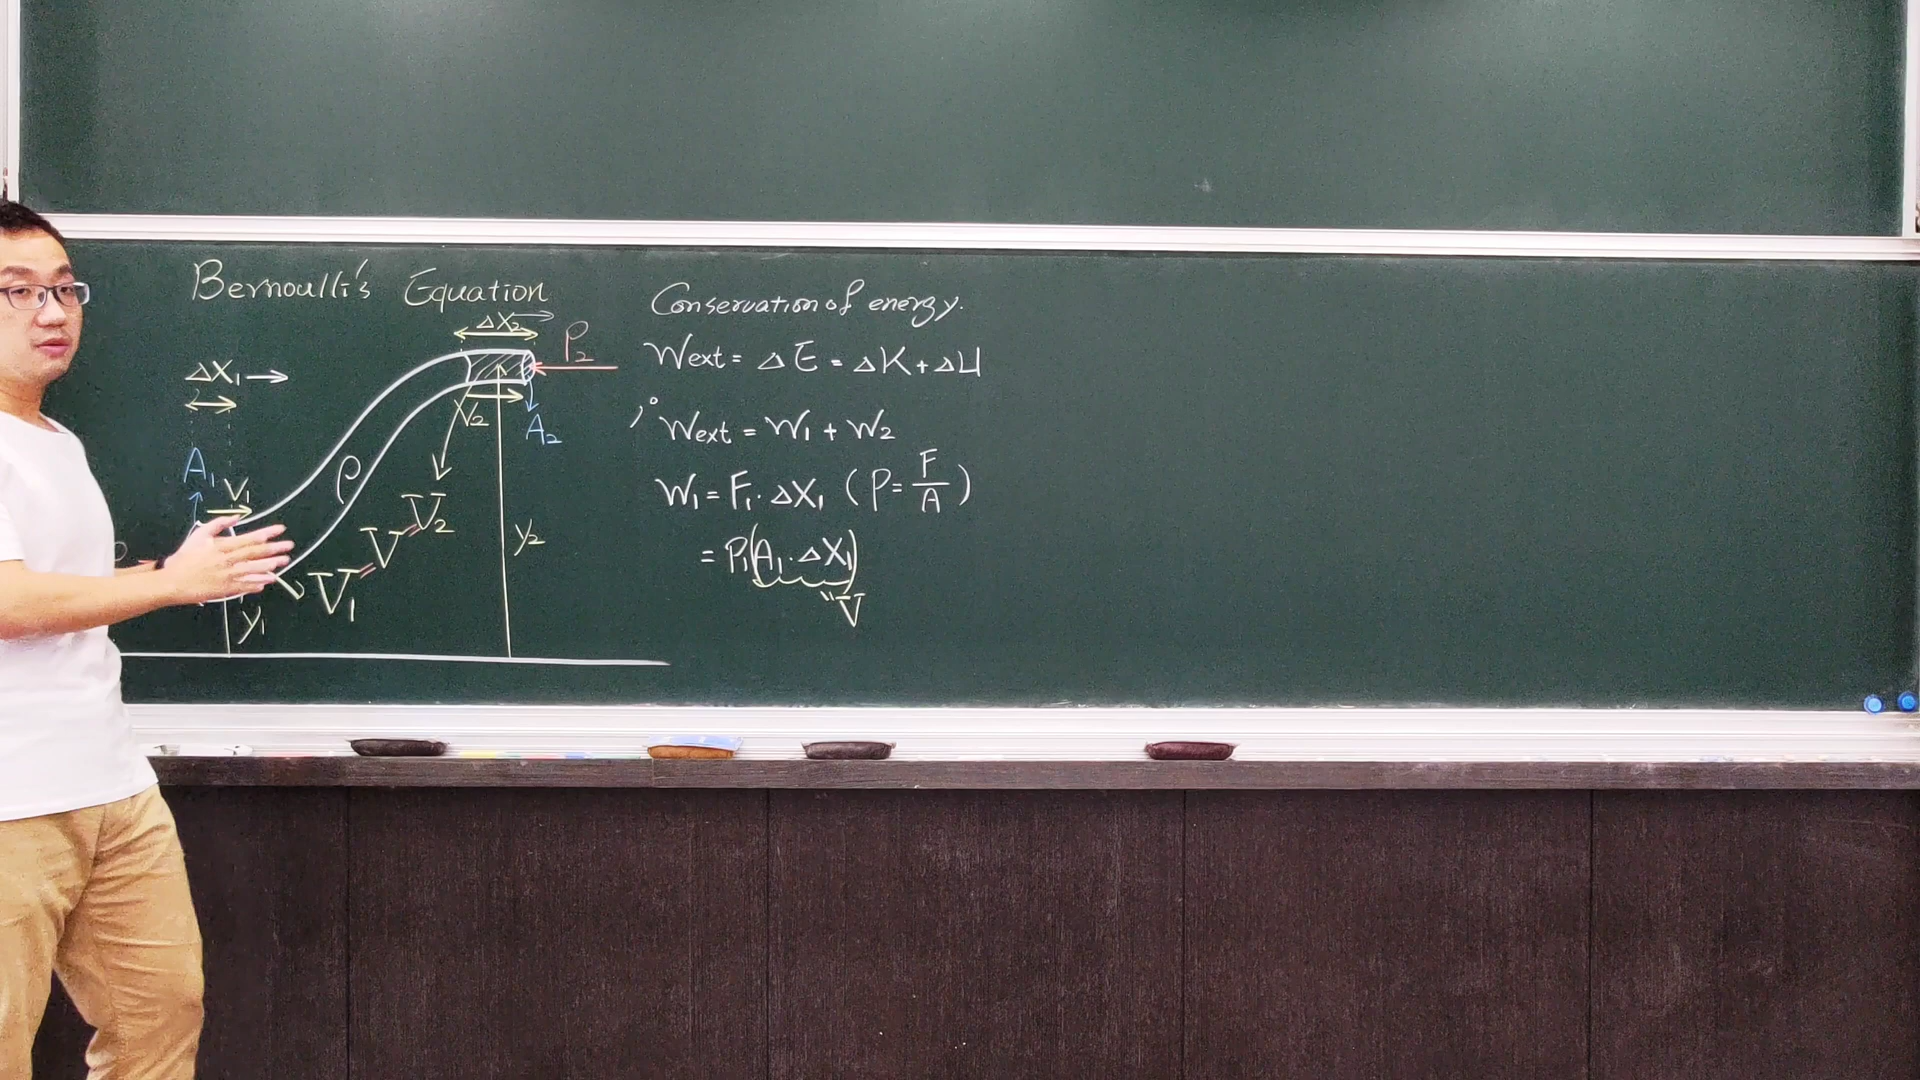 Bernoulli's Equation
ΔX₂
P₂
ΔX₁
V₂
A₂
A₁
V₁
ρ
V₂
V
V₁
y₂
y₁
Conservation of energy.
Wext = ΔE = ΔK + ΔU
Wext = W₁ + W₂
W₁ = F₁ · ΔX₁ (P = F/A)
= P₁(A₁ · ΔX₁)
" V